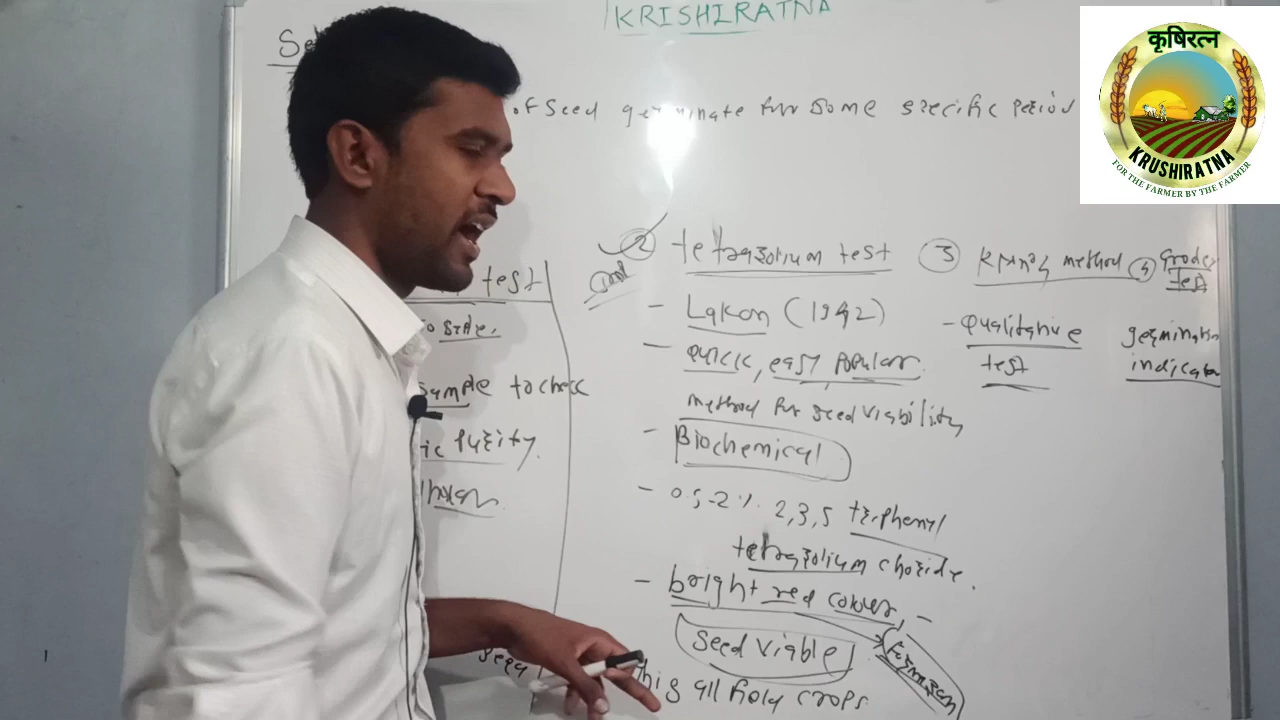 KRISHIRATNA
कृषिरत्न
KRUSHIRATNA
FOR THE FARMER BY THE FARMER
of Seed germinate for some specific period
test
sample to check
ic Purity.
② tetrazolium test
- Lakon (1942)
- quick, easy popular
method for seed viability
- Biochemical
- 0.5-2% 2,3,5 triphenyl
tetrazolium choride.
- bright red colour, -
seed viable
Formazan
this all field crops
③ method
- qualitative
test
④ Grodex
test
germination
indicator
seed